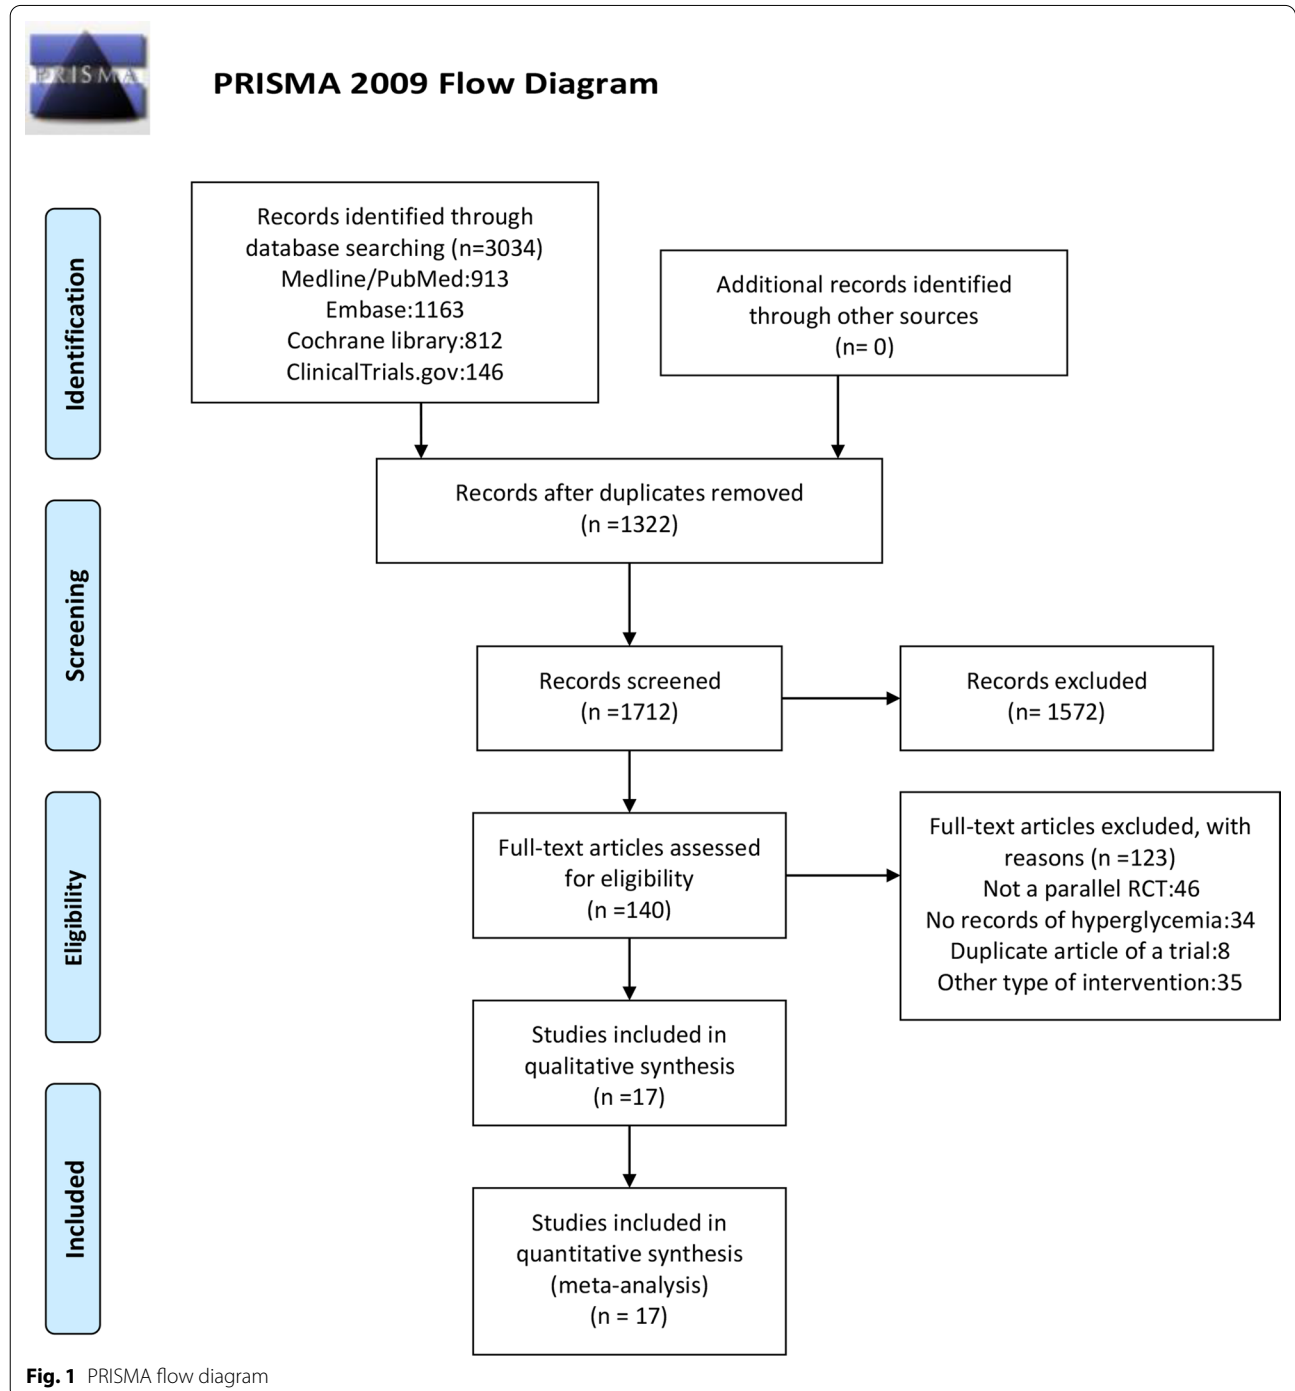 PRISMA
PRISMA 2009 Flow Diagram
Identification
Records identified through
database searching (n=3034)
Medline/PubMed:913
Embase:1163
Cochrane library:812
ClinicalTrials.gov:146
Additional records identified
through other sources
(n= 0)
Records after duplicates removed
(n =1322)
Screening
Records screened
(n =1712)
Records excluded
(n= 1572)
Eligibility
Full-text articles assessed
for eligibility
(n =140)
Full-text articles excluded, with
reasons (n =123)
Not a parallel RCT:46
No records of hyperglycemia:34
Duplicate article of a trial:8
Other type of intervention:35
Studies included in
qualitative synthesis
(n =17)
Included
Studies included in
quantitative synthesis
(meta-analysis)
(n = 17)
Fig. 1 PRISMA flow diagram